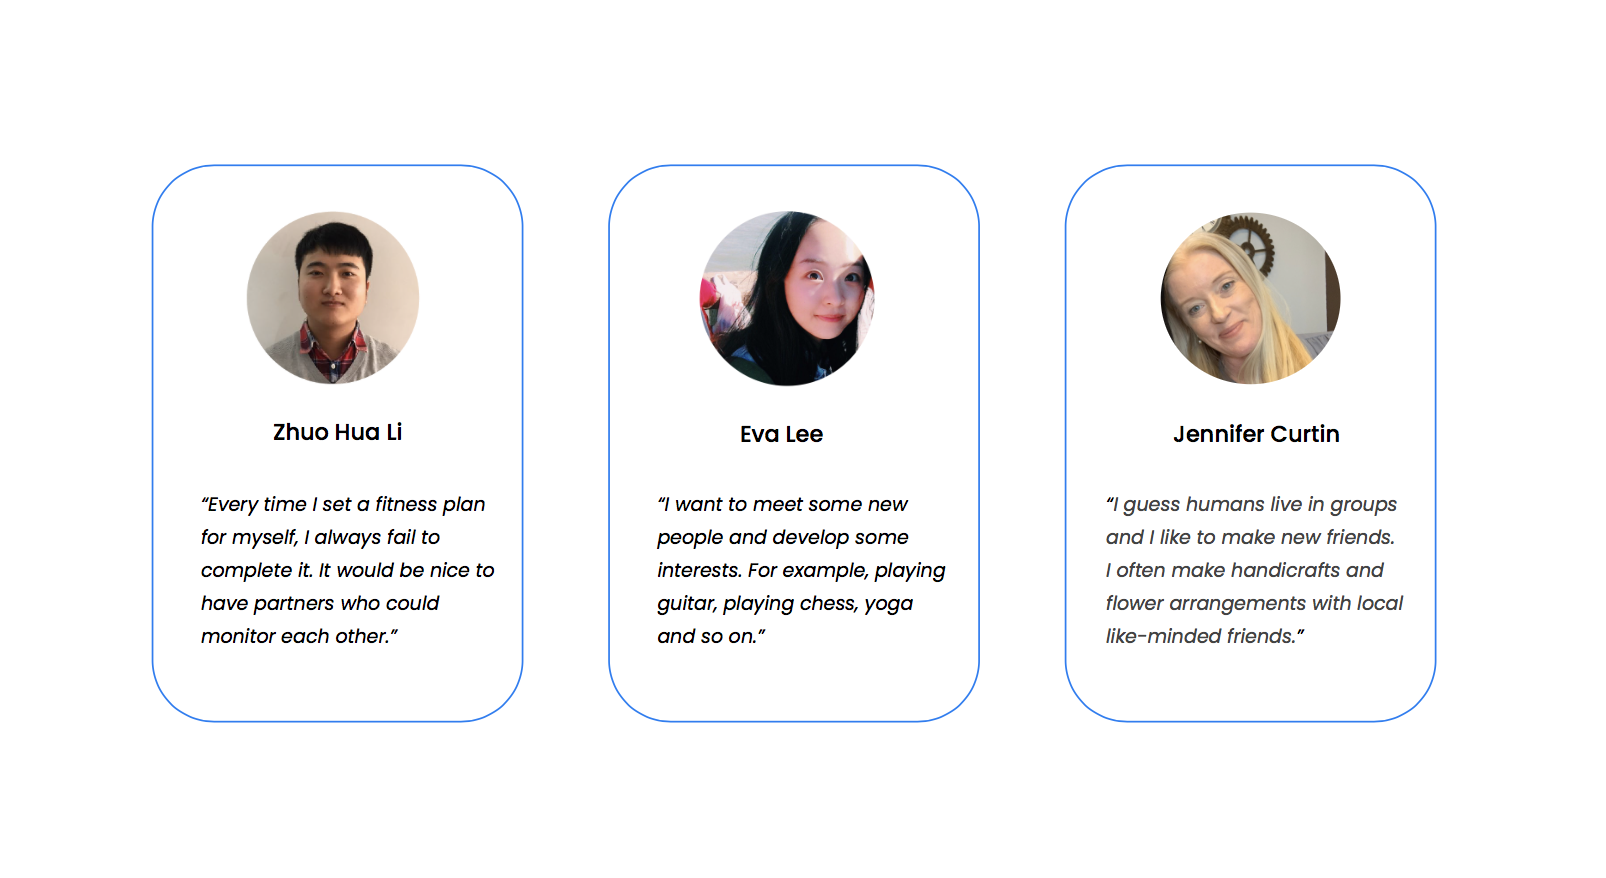 Zhuo Hua Li
“Every time I set a fitness plan
for myself, I always fail to
complete it. It would be nice to
have partners who could
monitor each other.”
Eva Lee
“I want to meet some new
people and develop some
interests. For example, playing
guitar, playing chess, yoga
and so on.”
Jennifer Curtin
“I guess humans live in groups
and I like to make new friends.
I often make handicrafts and
flower arrangements with local
like-minded friends.”